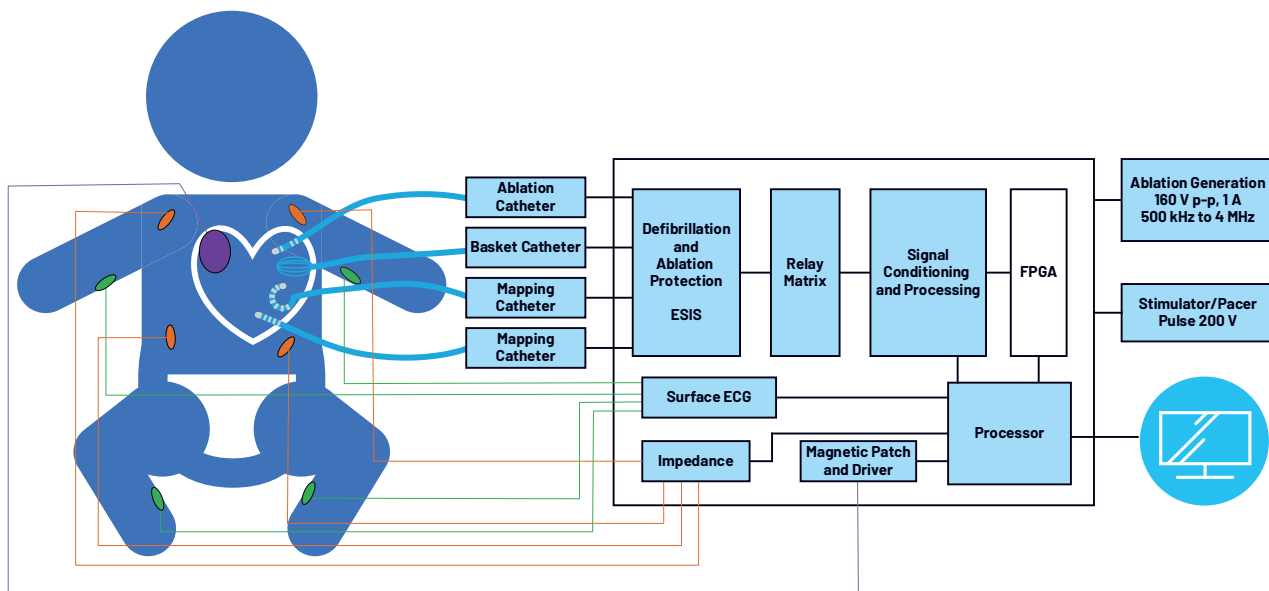 Ablation
Catheter
Basket Catheter
Mapping
Catheter
Mapping
Catheter
Defibrillation
and
Ablation
Protection
ESIS
Relay
Matrix
Signal
Conditioning
and Processing
FPGA
Surface ECG
Impedance
Magnetic Patch
and Driver
Processor
Ablation Generation
160 V p-p, 1 A
500 kHz to 4 MHz
Stimulator/Pacer
Pulse 200 V